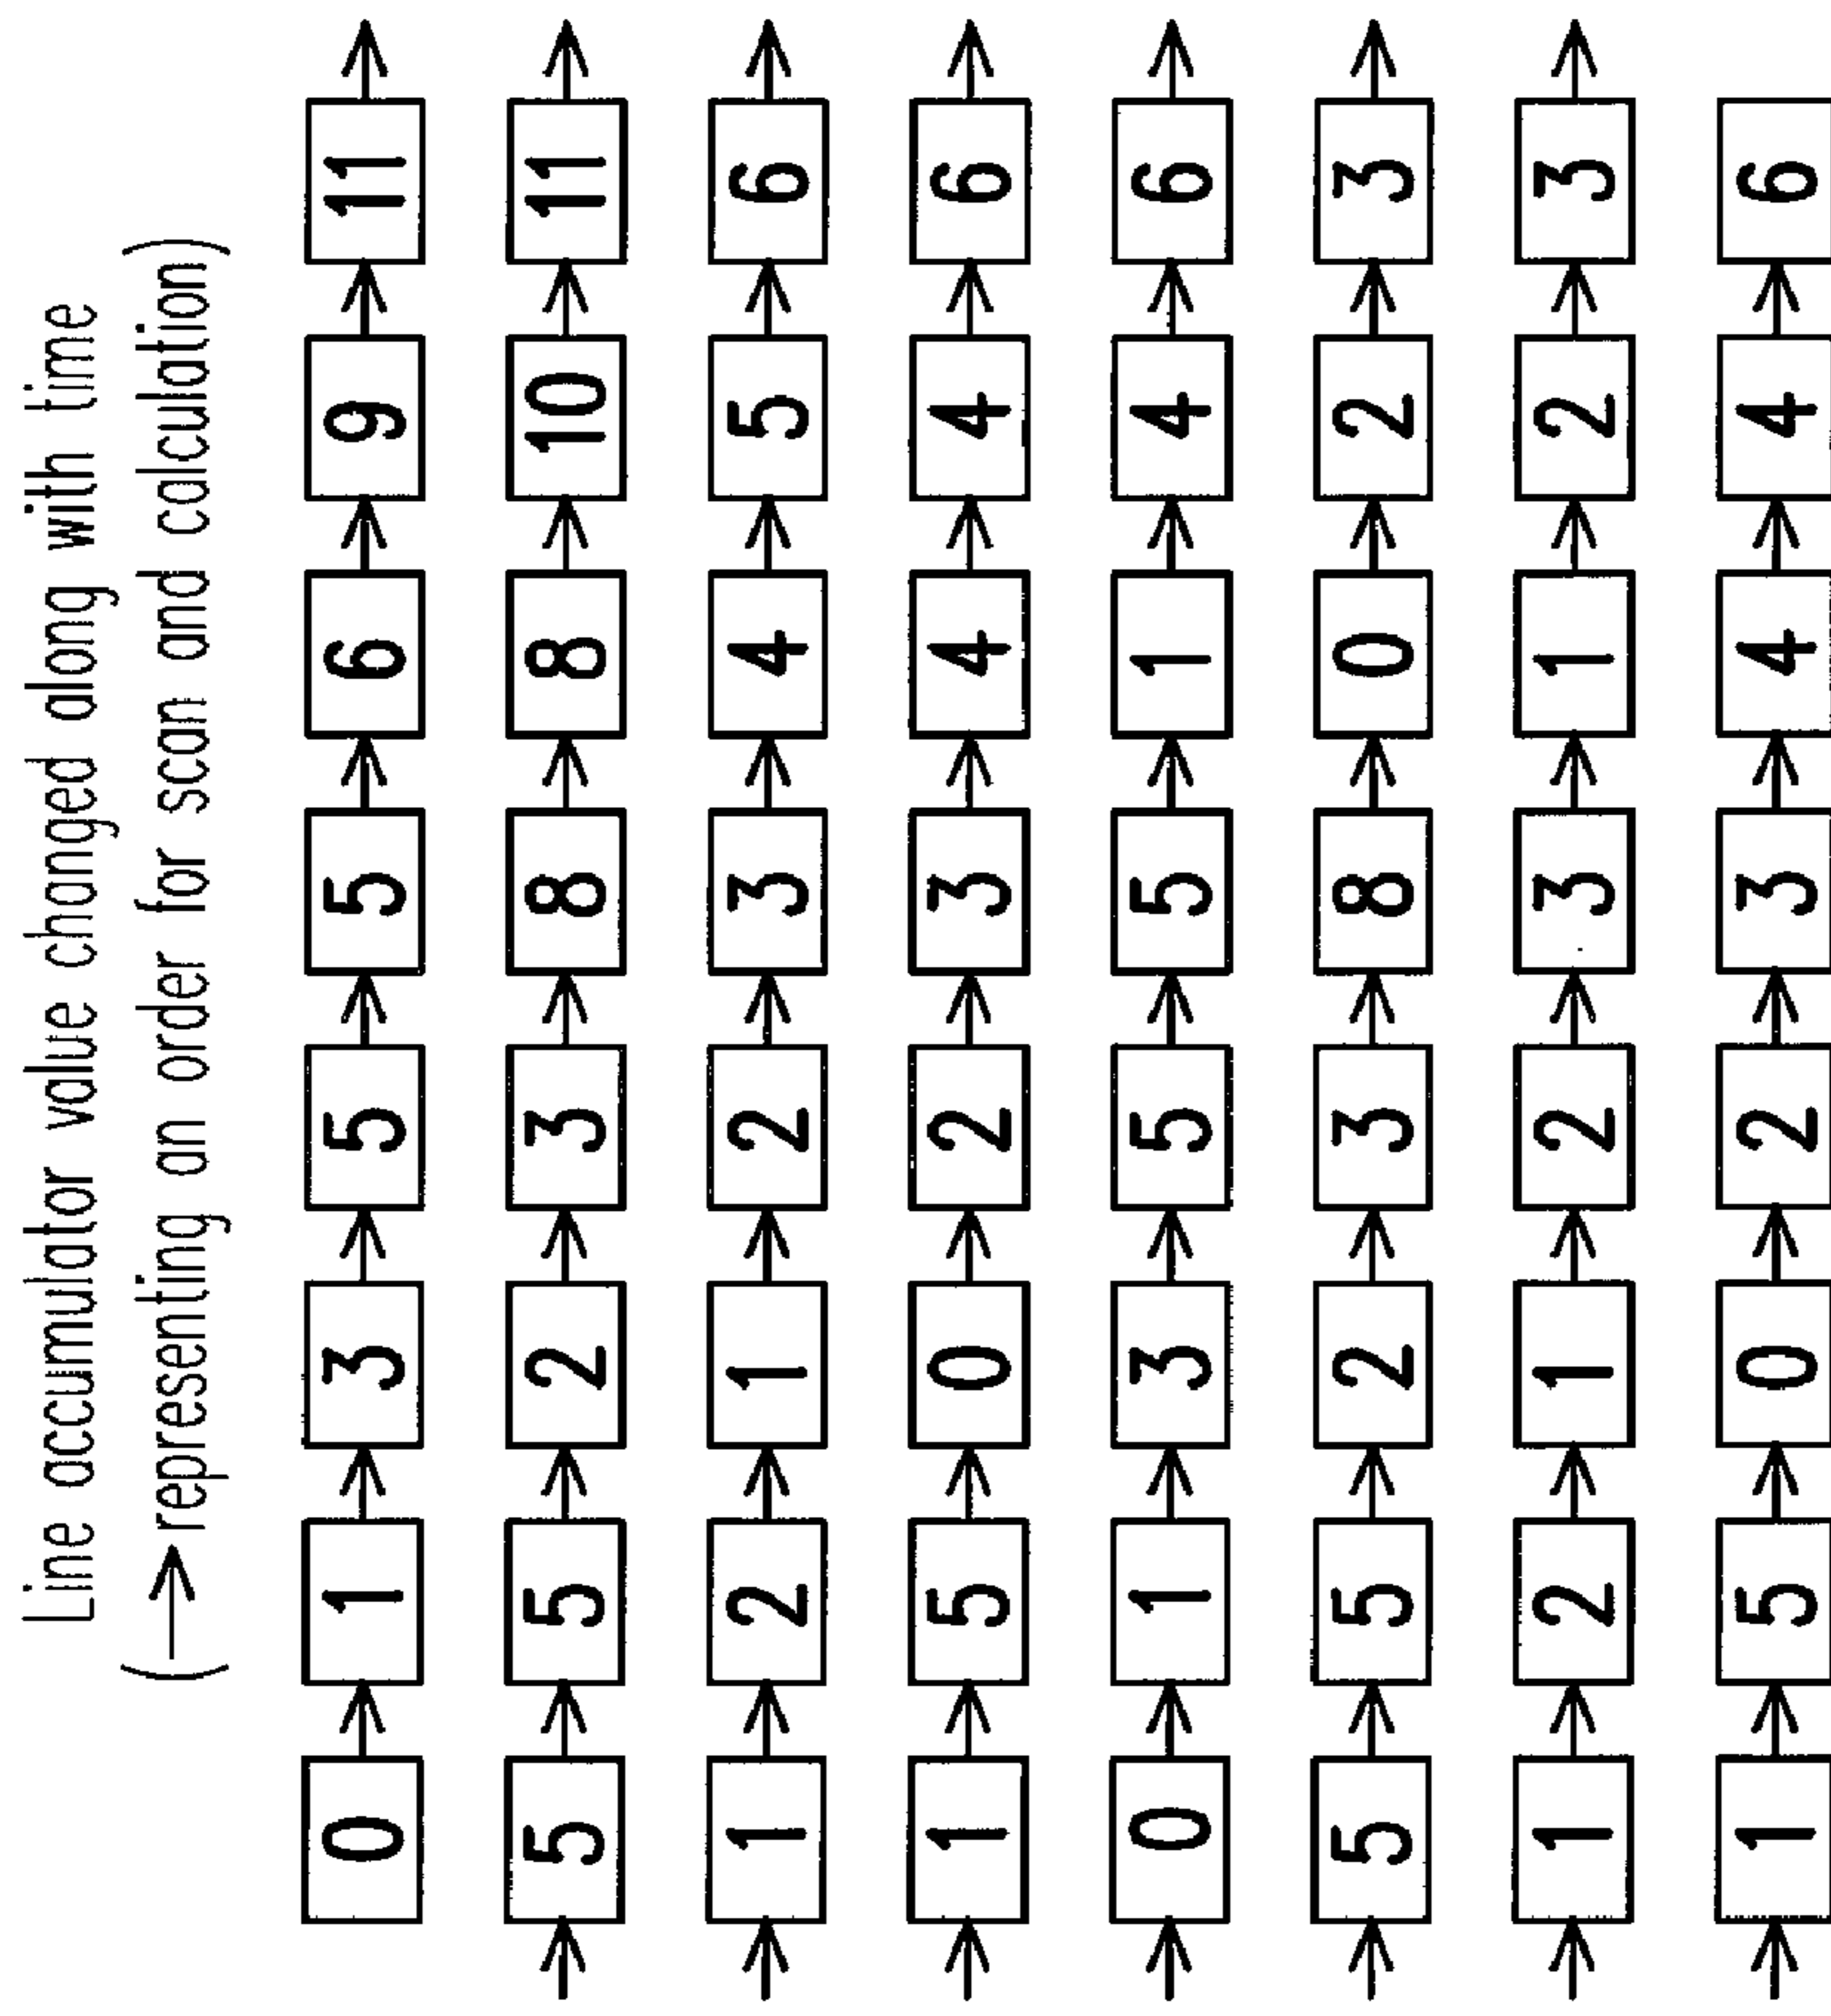 Line accumulator value changed along with time
(→representing an order for scan and calculation)
0 1 3 5 5 6 9 11
5 5 2 3 8 8 10 11
1 2 1 2 3 4 5 6
1 5 0 2 3 4 4 6
0 1 3 5 5 1 4 6
5 5 2 3 8 0 2 3
1 2 1 2 3 1 2 3
1 5 0 2 3 4 4 6